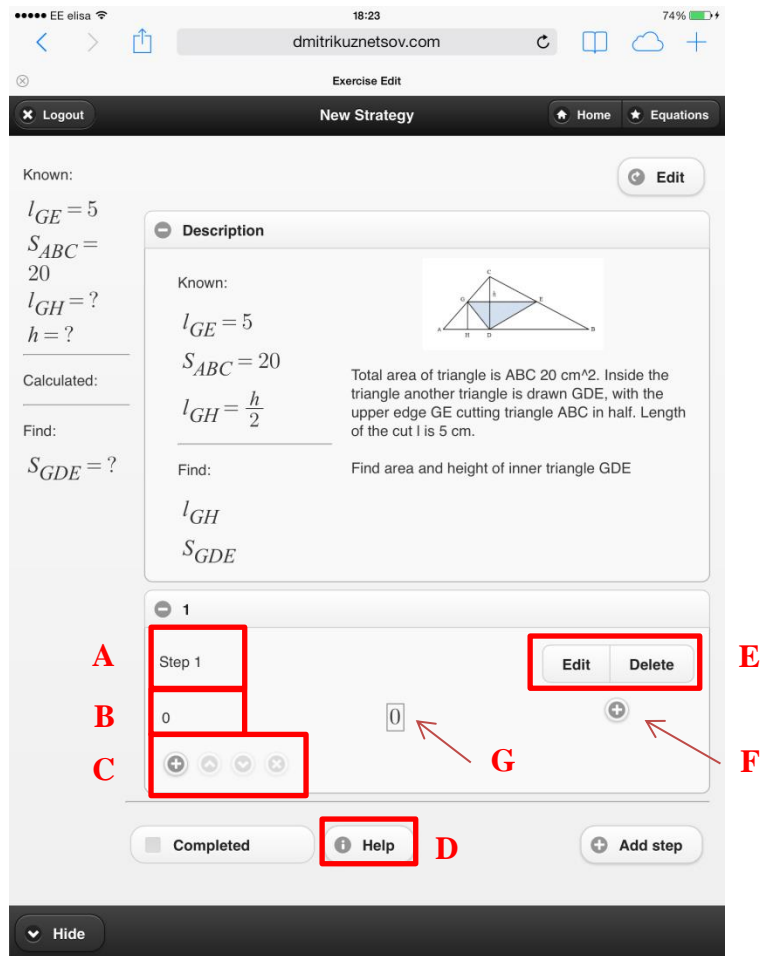 EE elisa 18:23 74%
dmitrikuznetsov.com
Exercise Edit
Logout New Strategy Home Equations
Known:
l_GE = 5
S_ABC =
20
l_GH = ?
h = ?
Calculated:
Find:
S_GDE = ?
Edit
Description
Known:
l_GE = 5
S_ABC = 20
l_GH = h/2
Find:
l_GH
S_GDE
C
h
G E
A H D B
Total area of triangle is ABC 20 cm^2. Inside the
triangle another triangle is drawn GDE, with the
upper edge GE cutting triangle ABC in half. Length
of the cut l is 5 cm.
Find area and height of inner triangle GDE
1
A Step 1 Edit Delete E
B 0 0
C G F
Completed Help D Add step
Hide